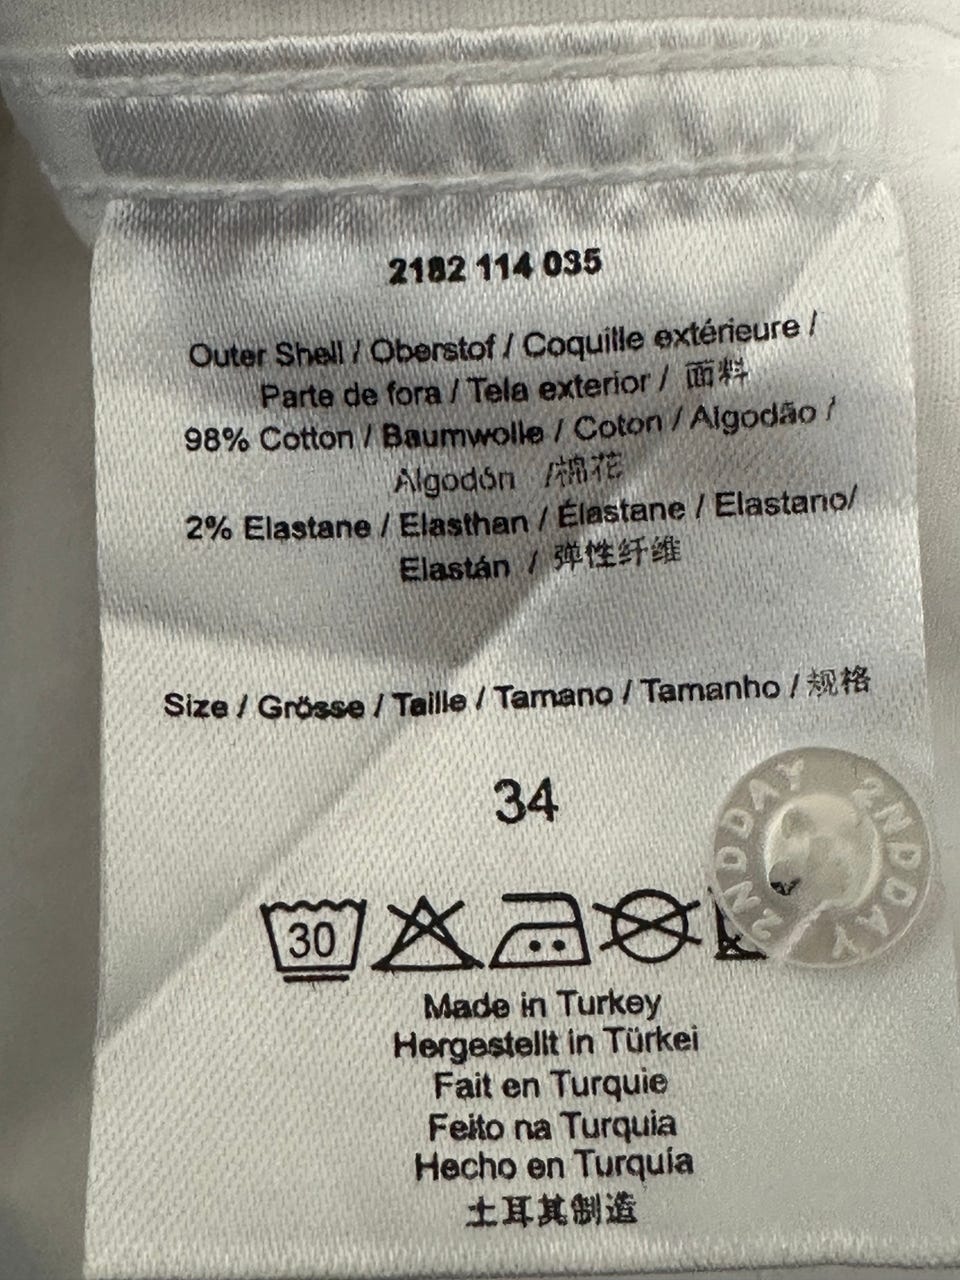 2182 114 035
Outer Shell / Oberstof / Coquille extérieure /
Parte de fora / Tela exterior / 面料
98% Cotton / Baumwolle / Coton / Algodão /
Algodón /棉花
2% Elastane / Elasthan / Élastane / Elastano/
Elastán / 弹性纤维
Size / Grösse / Taille / Tamano / Tamanho / 规格
34
2NDDAY 2NDDAY
30
Made in Turkey
Hergestellt in Türkei
Fait en Turquie
Feito na Turquia
Hecho en Turquía
土耳其制造